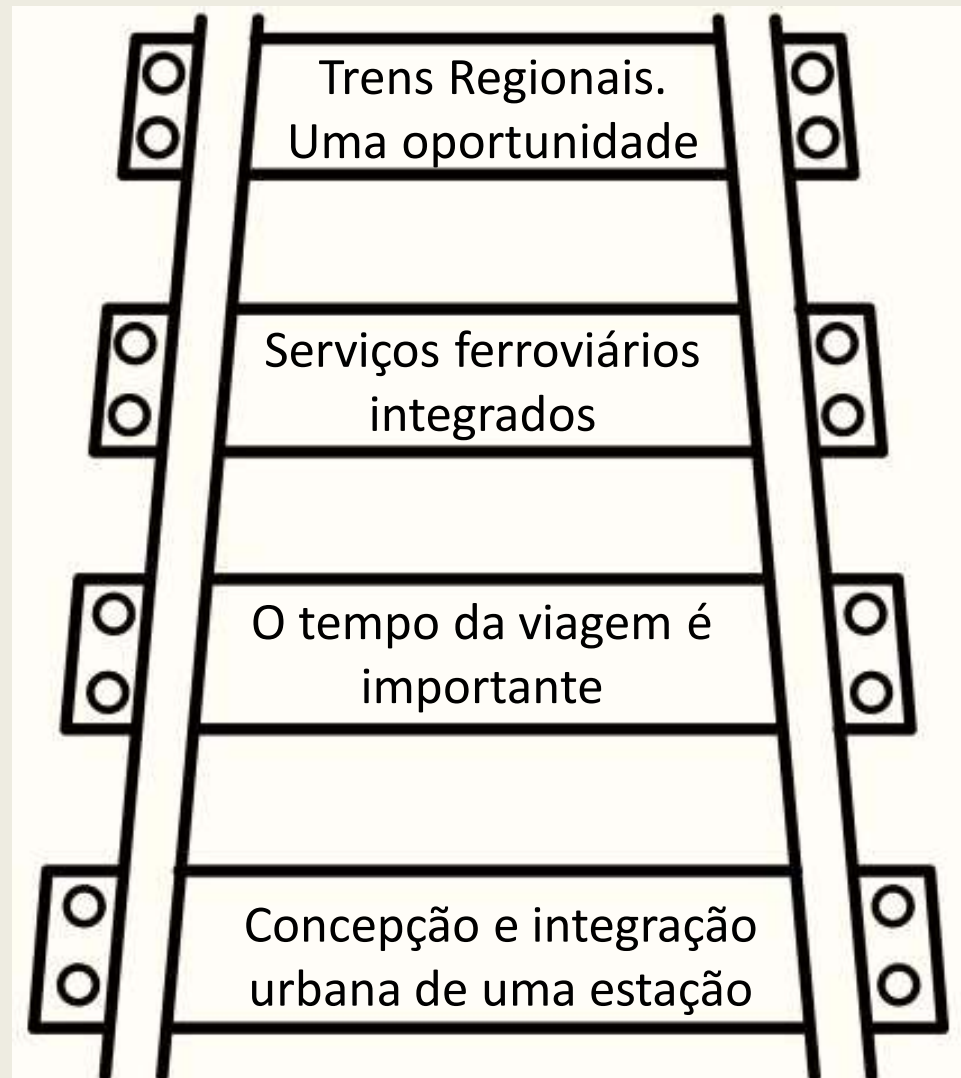 Trens Regionais.
Uma oportunidade
Serviços ferroviários
integrados
O tempo da viagem é
importante
Concepção e integração
urbana de uma estação